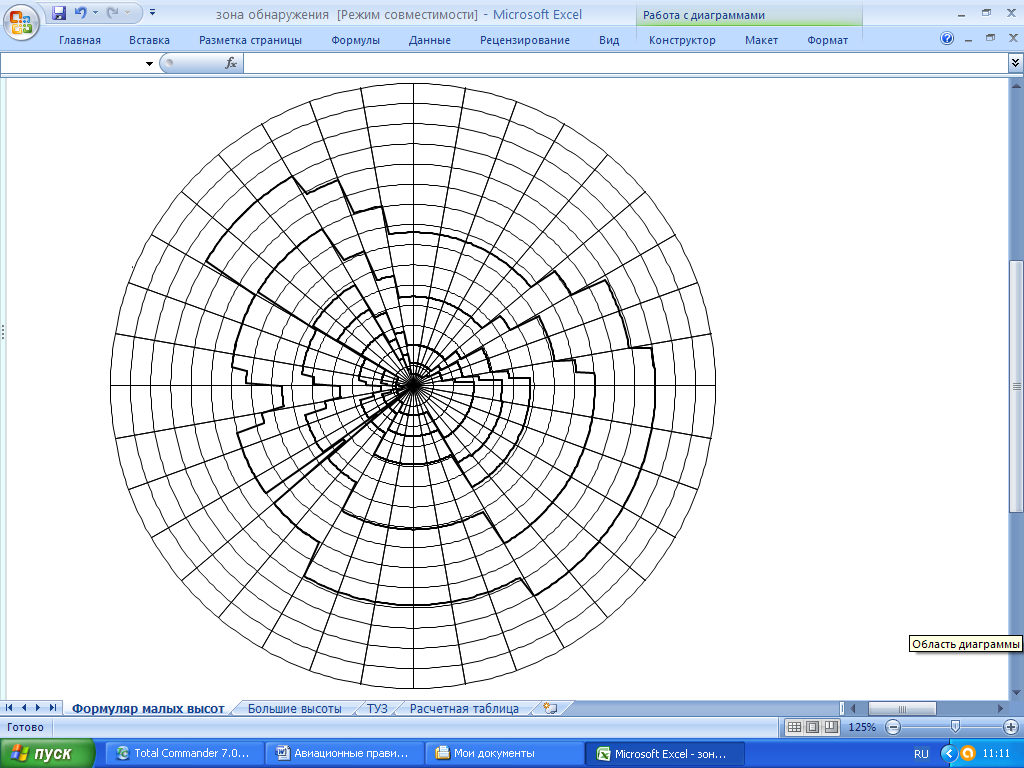 зона обнаружения [Режим совместимости] - Microsoft Excel
Работа с диаграммами
Главная Вставка Разметка страницы Формулы Данные Рецензирование Вид Конструктор Макет Формат
fx
Область диаграммы
Формуляр малых высот Большие высоты ТУЗ Расчетная таблица
Готово 125%
пуск Total Commander 7.0... Авиационные прави... Мои документы Microsoft Excel - зон... RU 11:11